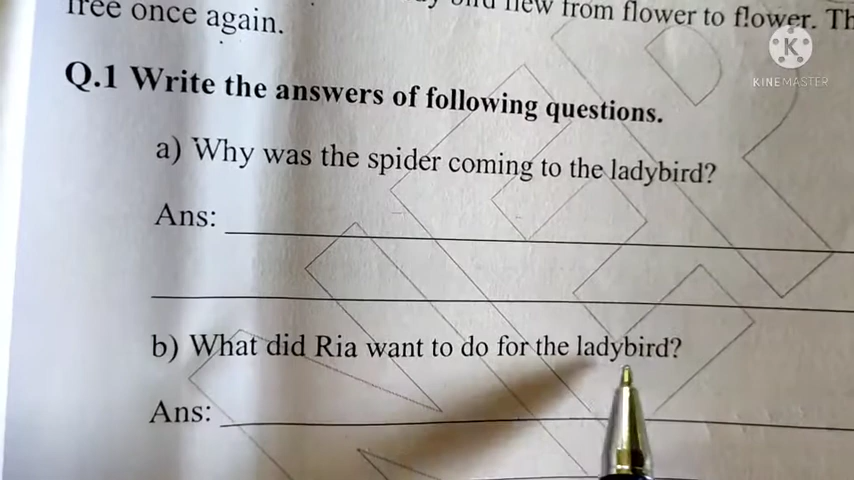 free once again.
flew from flower to flower. Th
Q.1 Write the answers of following questions.
a) Why was the spider coming to the ladybird?
Ans:
b) What did Ria want to do for the ladybird?
Ans:
K
KINEMASTER